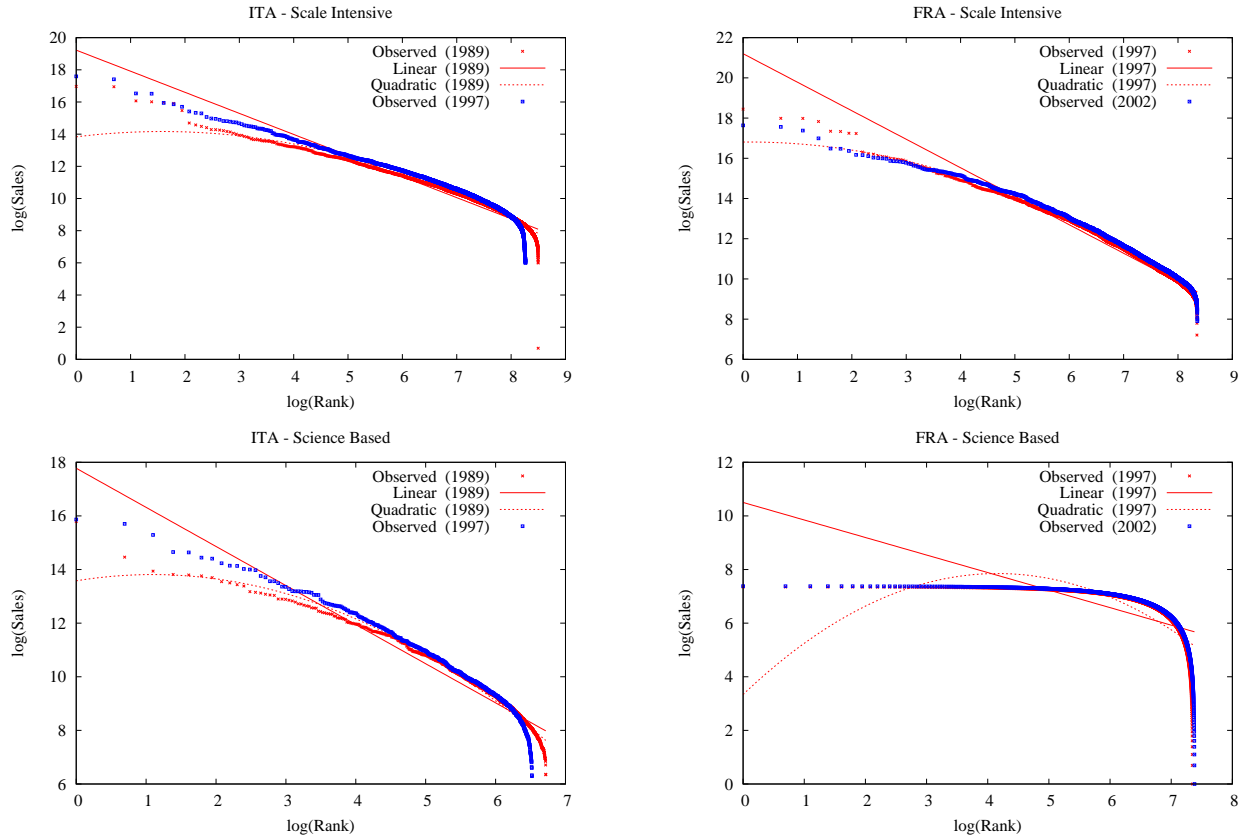 ITA - Scale Intensive
20
18
16
14
12
10
8
6
4
2
0
0 1 2 3 4 5 6 7 8 9
log(Sales)
log(Rank)
Observed (1989)
Linear (1989)
Quadratic (1989)
Observed (1997)
FRA - Scale Intensive
22
20
18
16
14
12
10
8
6
0 1 2 3 4 5 6 7 8 9
log(Sales)
log(Rank)
Observed (1997)
Linear (1997)
Quadratic (1997)
Observed (2002)
ITA - Science Based
18
16
14
12
10
8
6
0 1 2 3 4 5 6 7
log(Sales)
log(Rank)
Observed (1989)
Linear (1989)
Quadratic (1989)
Observed (1997)
FRA - Science Based
12
10
8
6
4
2
0
0 1 2 3 4 5 6 7 8
log(Sales)
log(Rank)
Observed (1997)
Linear (1997)
Quadratic (1997)
Observed (2002)